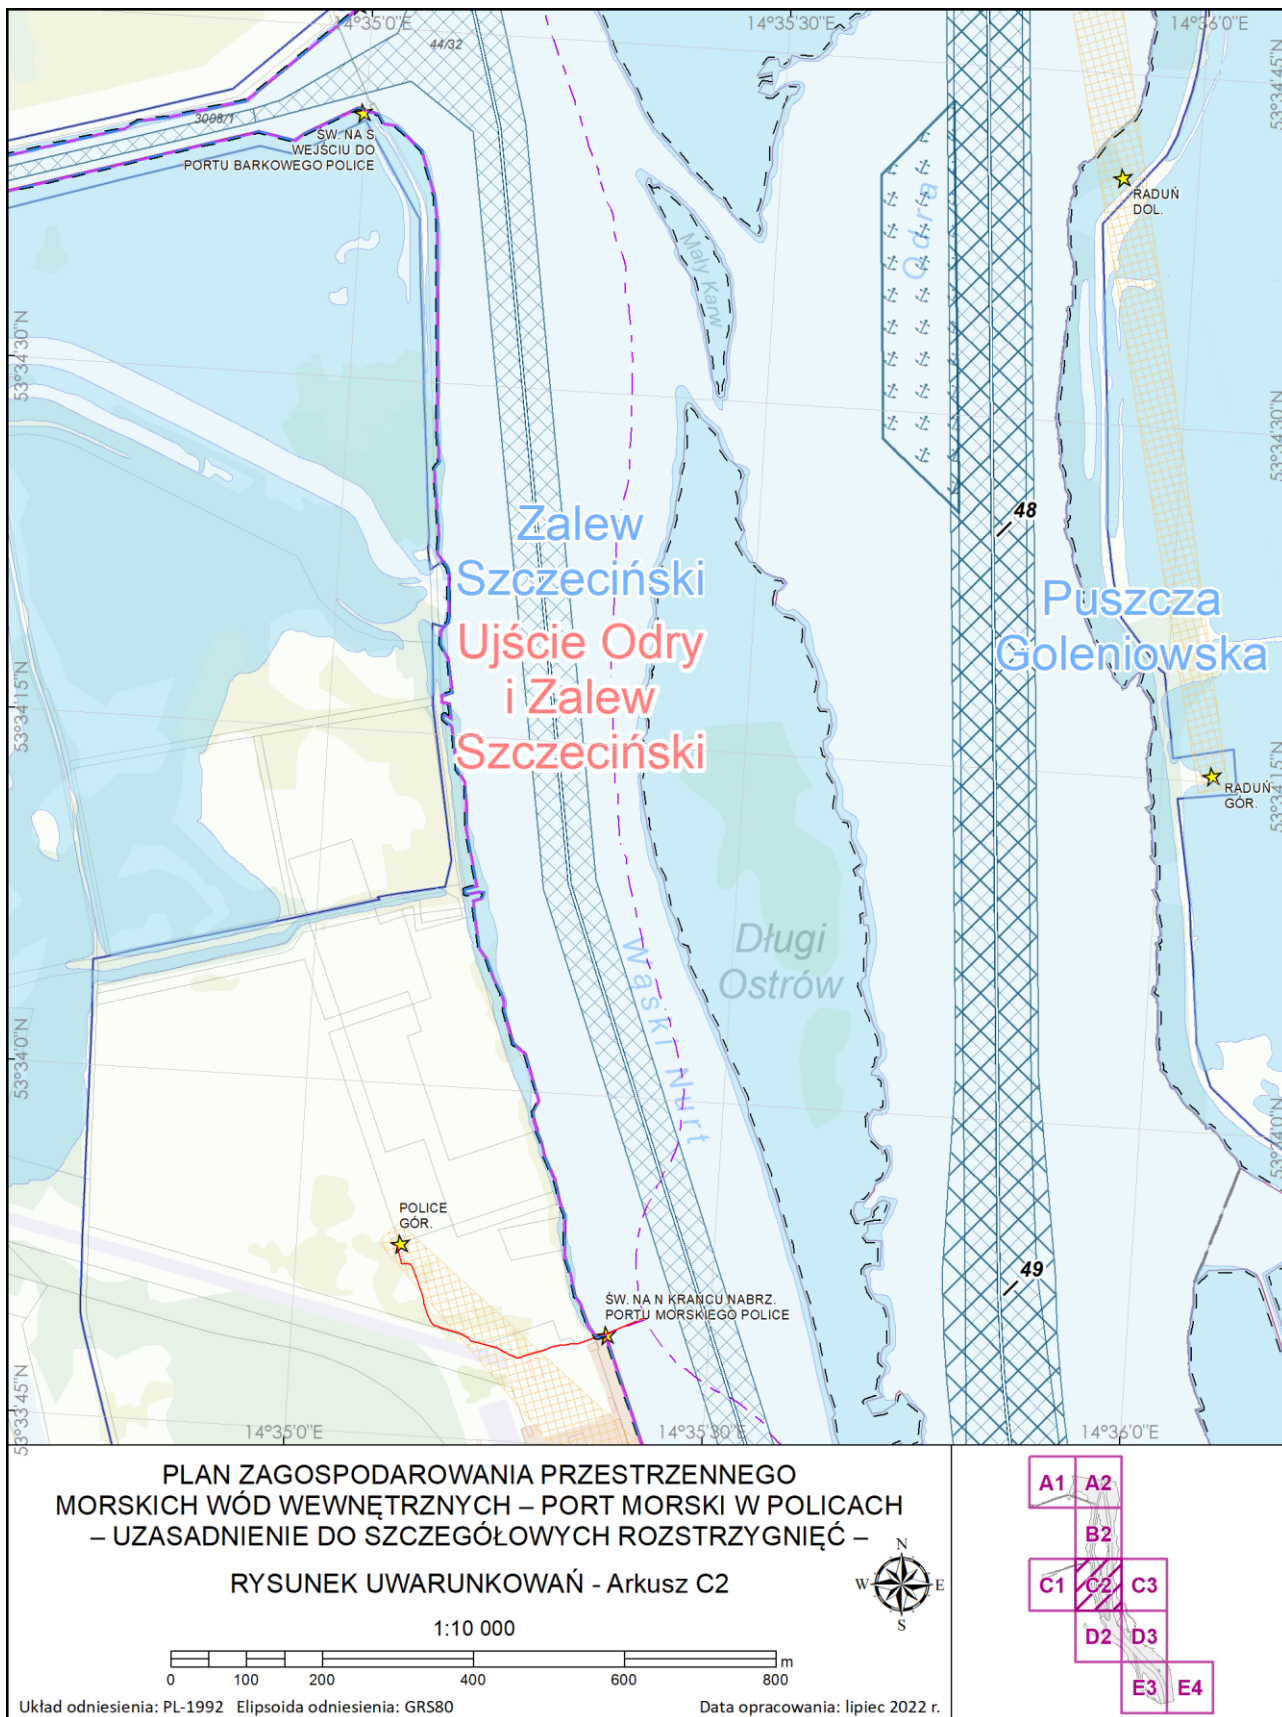 14°35'0"E
14°35'30"E
14°36'0"E
44/32
3008/1
ŚW. NA S
WEJŚCIU DO
PORTU BARKOWEGO POLICE
53°34'45"N
RADUŃ
DOL.
Odra
Mały Karw
53°34'30"N
53°34'30"N
48
Zalew
Szczeciński
Ujście Odry
i Zalew
Szczeciński
Puszcza
Goleniowska
53°34'15"N
53°34'15"N
RADUŃ
GÓR.
Długi
Ostrów
Wąski Nurt
53°34'0"N
53°34'0"N
POLICE
GÓR.
49
ŚW. NA N KRAŃCU NABRZ.
PORTU MORSKIEGO POLICE
53°33'45"N
14°35'0"E
14°35'30"E
14°36'0"E
PLAN ZAGOSPODAROWANIA PRZESTRZENNEGO
MORSKICH WÓD WEWNĘTRZNYCH – PORT MORSKI W POLICACH
– UZASADNIENIE DO SZCZEGÓŁOWYCH ROZSTRZYGNIĘĆ –
RYSUNEK UWARUNKOWAŃ - Arkusz C2
N
W E
S
1:10 000
m
0 100 200 400 600 800
Układ odniesienia: PL-1992 Elipsoida odniesienia: GRS80
Data opracowania: lipiec 2022 r.
A1 A2
B2
C1 C2 C3
D2 D3
E3 E4